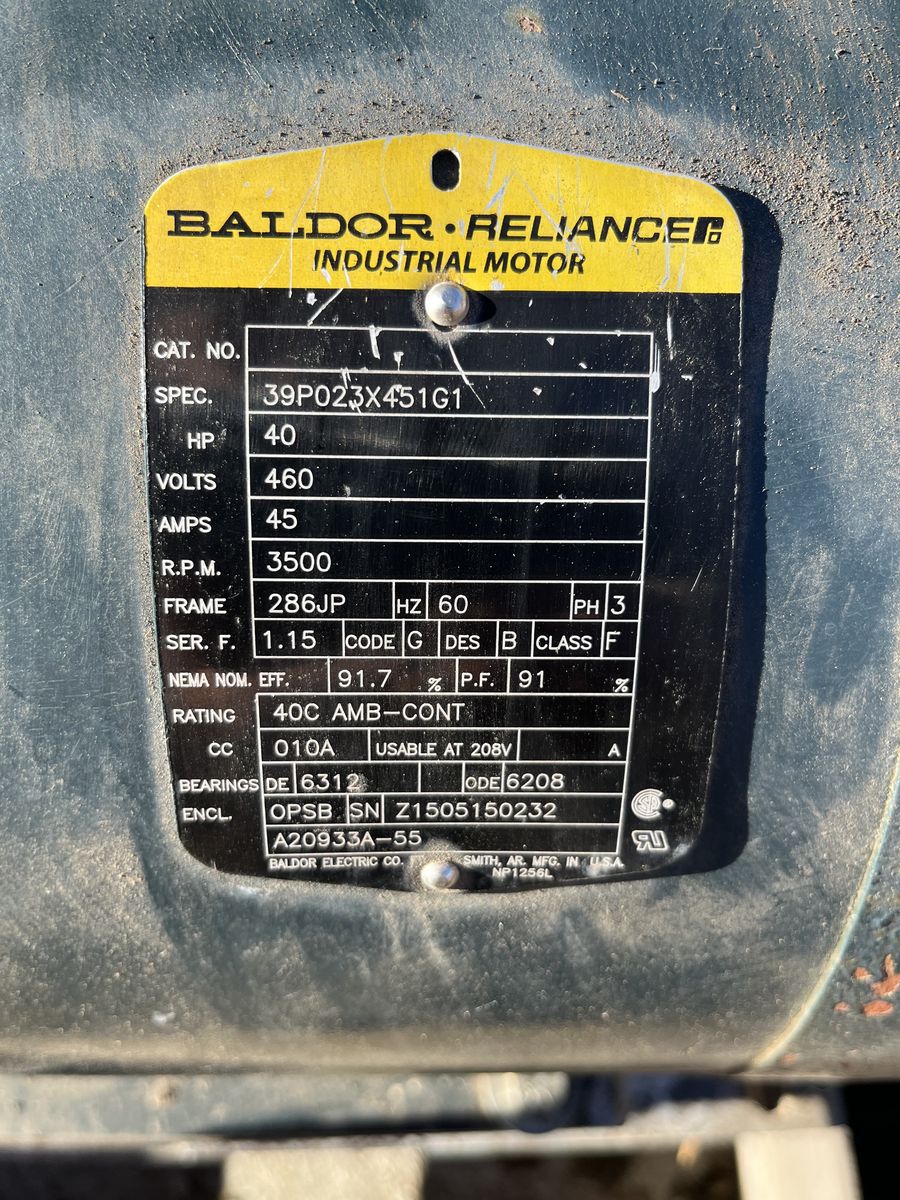 BALDOR · RELIANCE
INDUSTRIAL MOTOR
CAT. NO.
SPEC. 39P023X451G1
HP 40
VOLTS 460
AMPS 45
R.P.M. 3500
FRAME 286JP HZ 60 PH 3
SER. F. 1.15 CODE G DES B CLASS F
NEMA NOM. EFF. 91.7 % P.F. 91 %
RATING 40C AMB-CONT
CC 010A USABLE AT 208V A
BEARINGS DE 6312 ODE 6208
ENCL. OPSB SN Z1505150232
A20933A-55
BALDOR ELECTRIC CO. SMITH, AR. MFG. IN U.S.A.
NP1256L